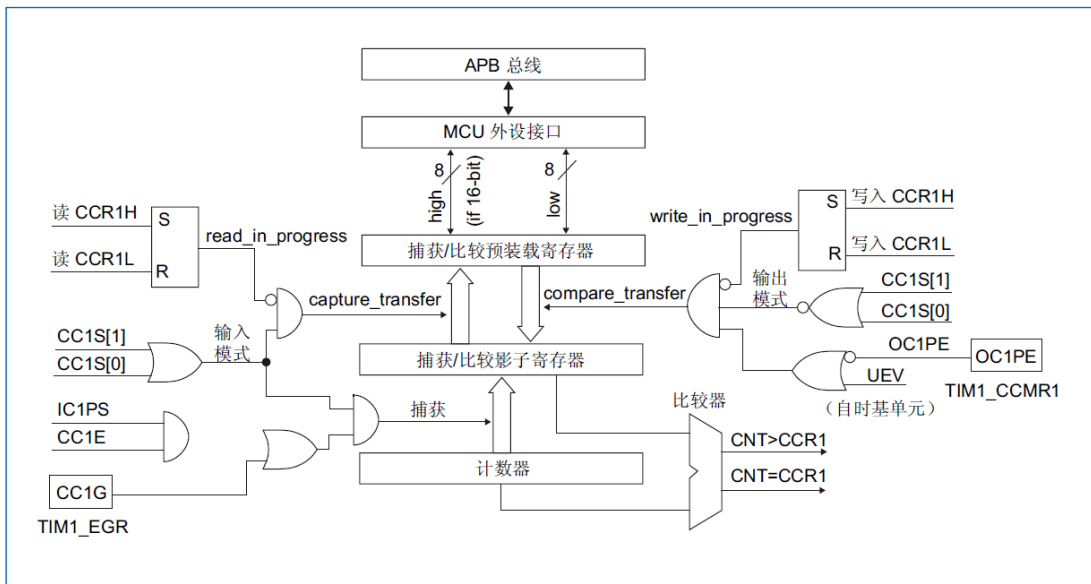 APB 总线
MCU 外设接口
8
high
(if 16-bit)
8
low
读 CCR1H
S
读 CCR1L
R
read_in_progress
写入 CCR1H
S
写入 CCR1L
R
write_in_progress
捕获/比较预装载寄存器
capture_transfer
compare_transfer
输出
模式
CC1S[1]
CC1S[0]
输入
模式
CC1S[1]
CC1S[0]
捕获/比较影子寄存器
OC1PE
OC1PE
UEV
TIM1_CCMR1
(自时基单元)
IC1PS
CC1E
捕获
比较器
CNT>CCR1
CNT=CCR1
计数器
CC1G
TIM1_EGR